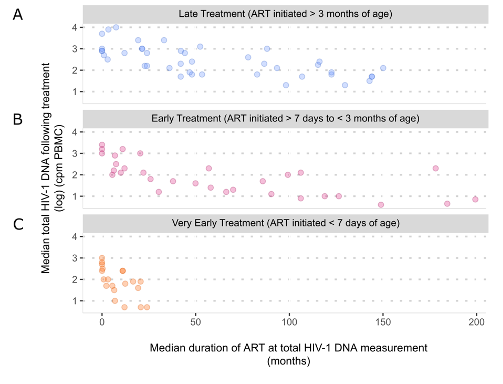 A
Late Treatment (ART initiated > 3 months of age)
4
3
2
1
B
Early Treatment (ART initiated > 7 days to < 3 months of age)
4
3
2
1
C
Very Early Treatment (ART initiated < 7 days of age)
4
3
2
1
0
50
100
150
200
Median total HIV-1 DNA following treatment
(log) (cpm PBMC)
Median duration of ART at total HIV-1 DNA measurement
(months)